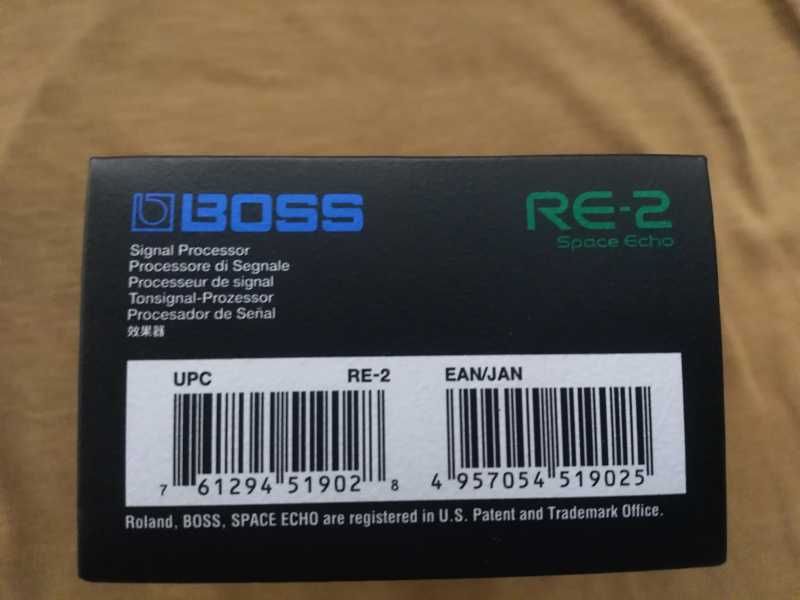 BOSS
RE-2
Space Echo
Signal Processor
Processore di Segnale
Processeur de signal
Tonsignal-Prozessor
Procesador de Señal
效果器
UPC RE-2
7 61294 51902 8
EAN/JAN
4 957054 519025
Roland, BOSS, SPACE ECHO are registered in U.S. Patent and Trademark Office.